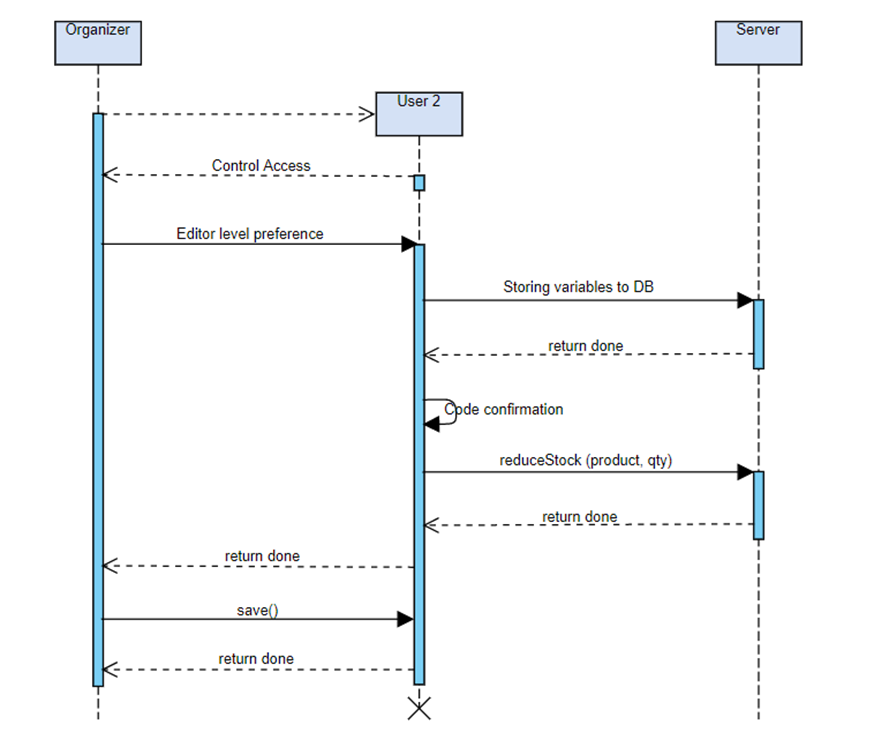 Organizer
Server
User 2
Control Access
Editor level preference
Storing variables to DB
return done
Code confirmation
reduceStock (product, qty)
return done
return done
save()
return done